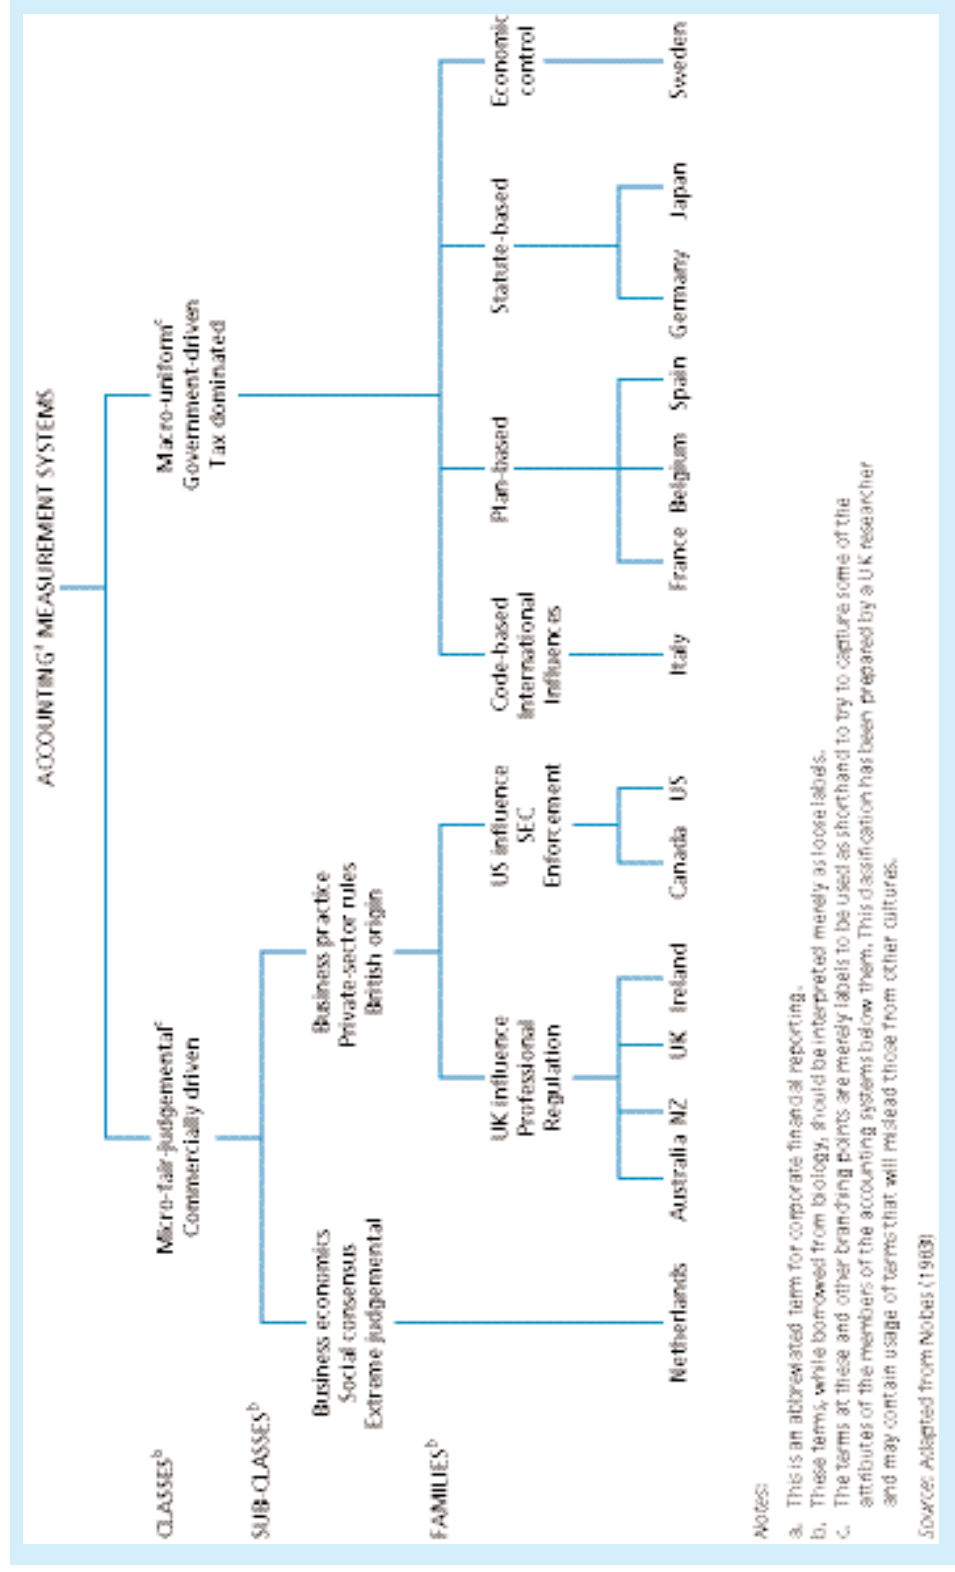 ACCOUNTINGᵃ MEASUREMENT SYSTEMS
CLASSESᵇ
Micro-fair-judgementalᶜ
Commercially driven
Macro-uniformᶜ
Government-driven
Tax dominated
SUB-CLASSESᵇ
Business economics
Social consensus
Extrame judgemental
Business practice
Private-sector rules
British origin
FAMILIESᵇ
UK influence
Professional
Regulation
US influence
SEC
Enforcement
Code-based
International
Influences
Plan-based
Statute-based
Economic
control
Netherlands
Australia
NZ
UK
Ireland
Canada
US
Italy
France
Belgium
Spain
Germany
Japan
Sweden
Notes:
a. This is an abbreviated term for corporate financial reporting.
b. These terms, while borrowed from biology, should be interpreted merely as loose labels.
c. The terms at these and other branching points are merely labels to be used as shorthand to try to capture some of the
attributes of the members of the accounting systems below them. This classification has been prepared by a UK researcher
and may contain usage of terms that will mislead those from other cultures.
Source: Adapted from Nobes (1983)